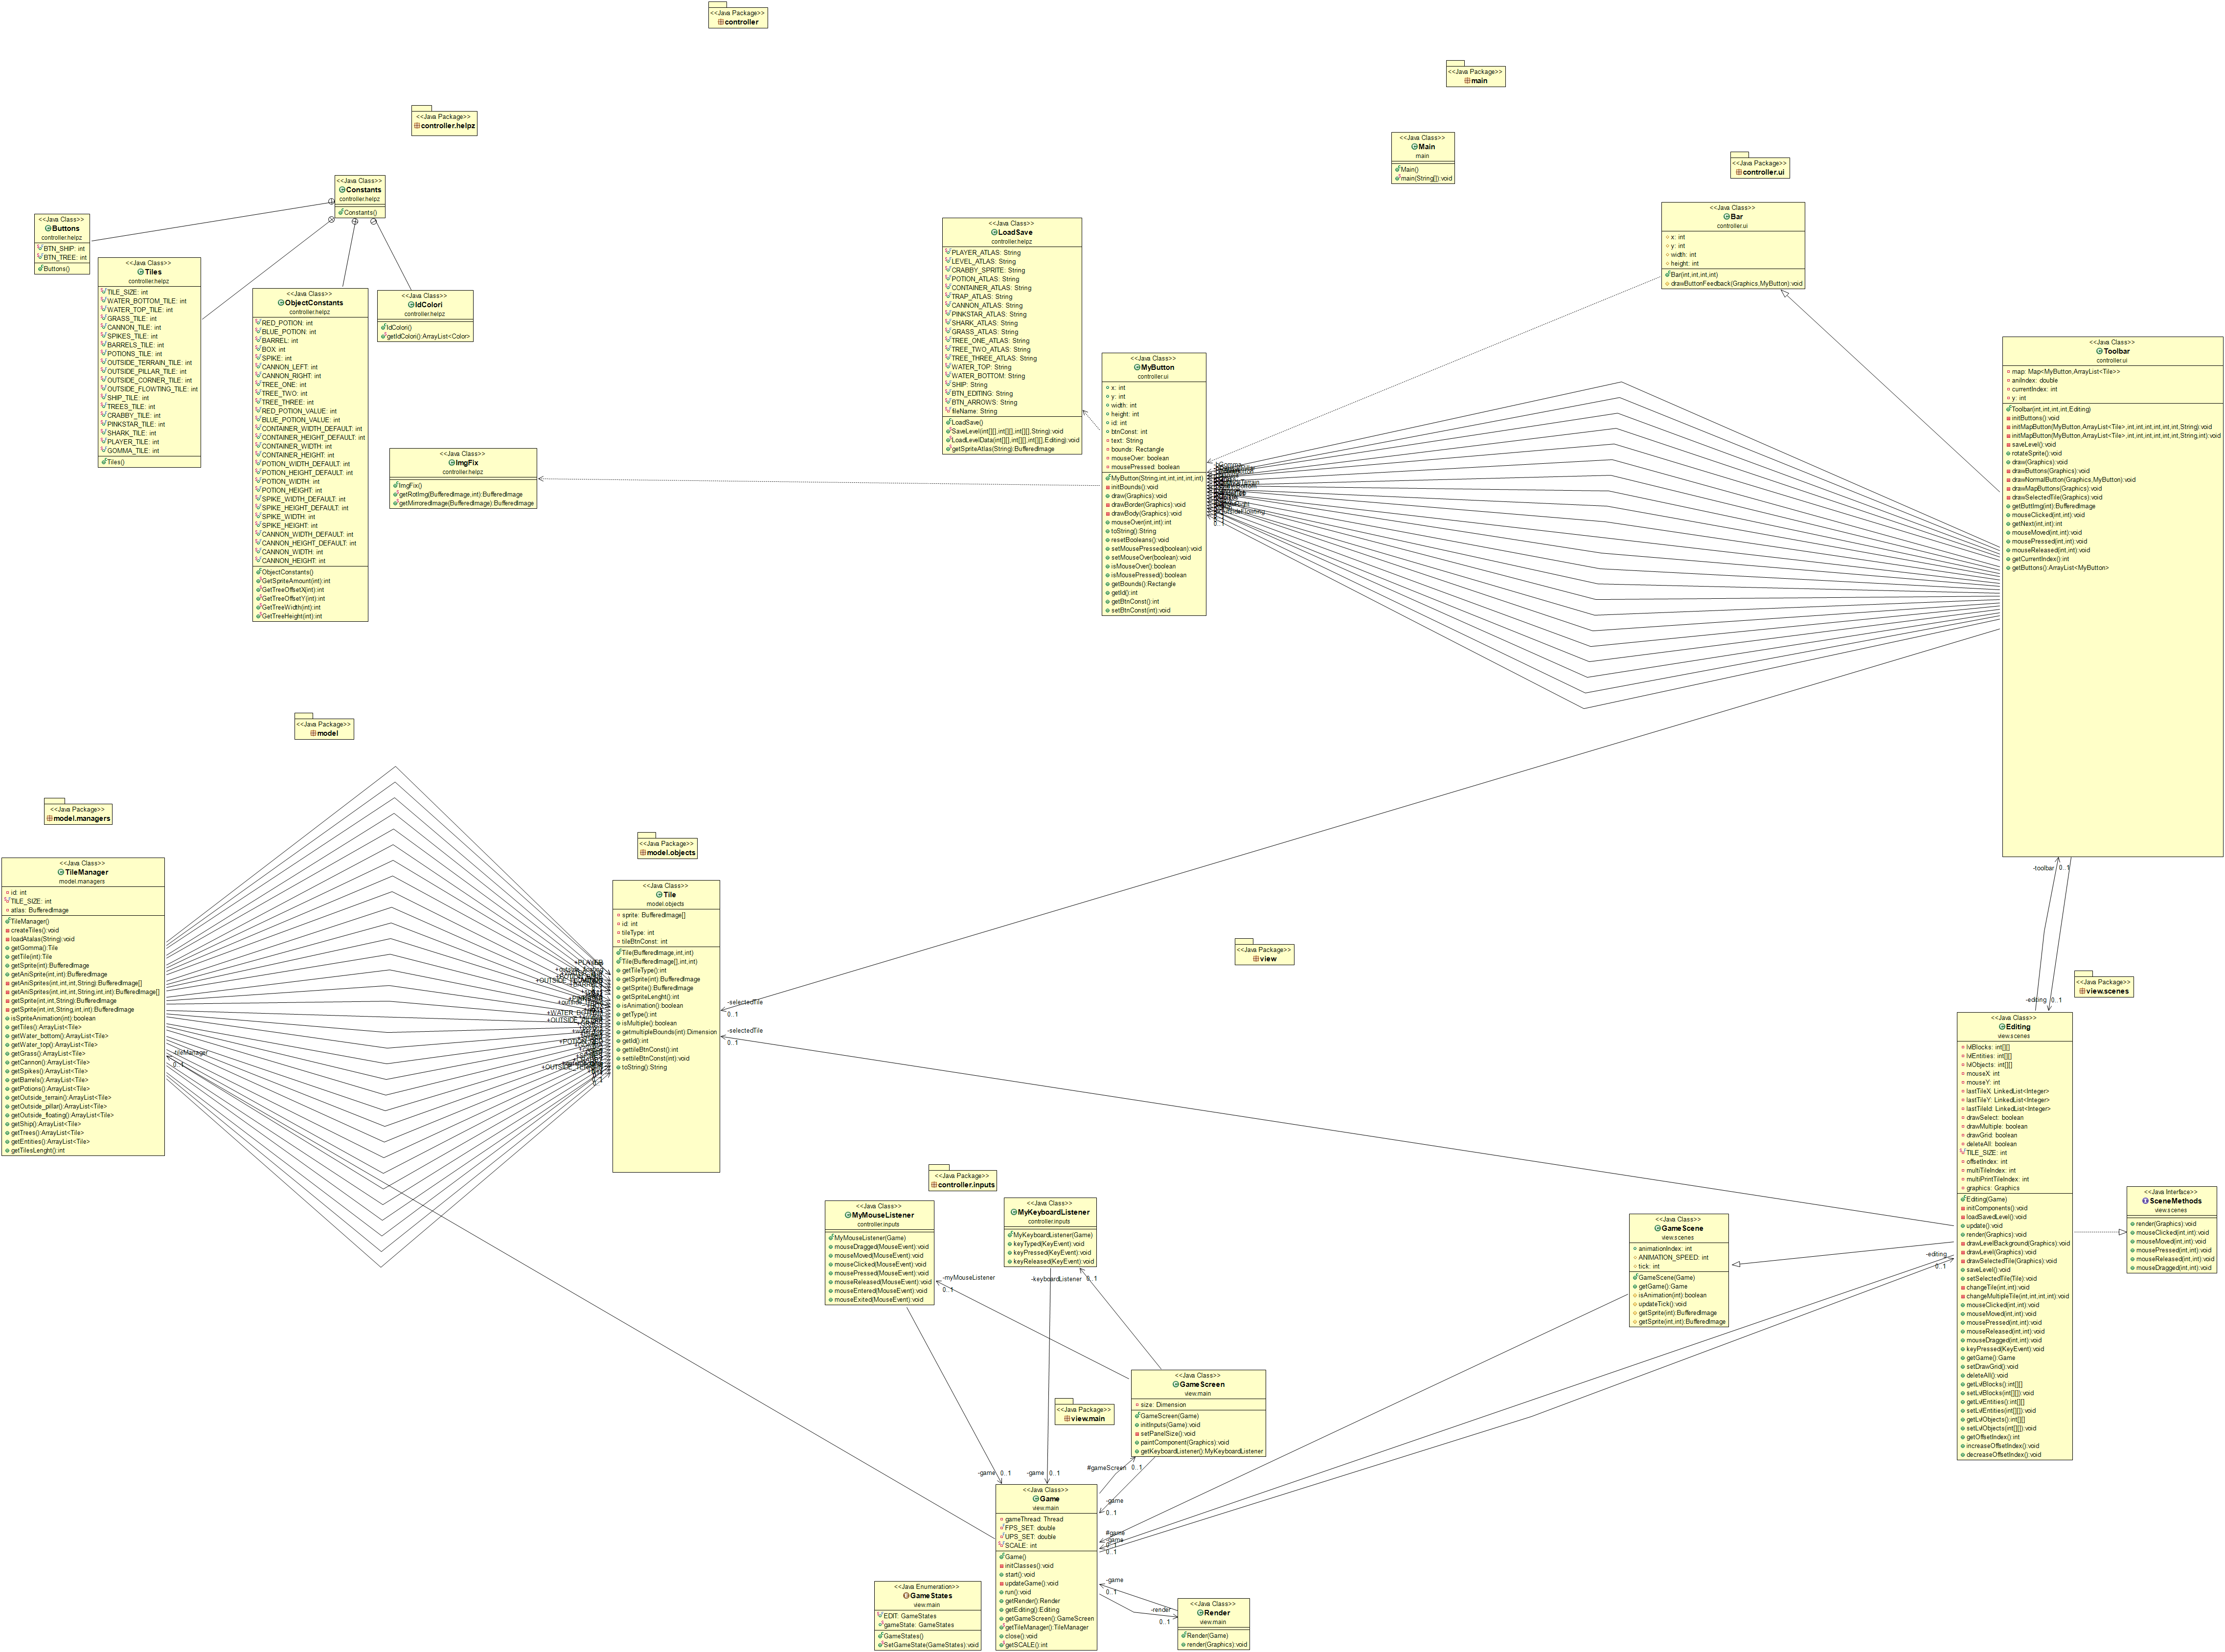 <<Java Package>>
controller
<<Java Package>>
main
<<Java Package>>
controller.helpz
<<Java Class>>
Main
main
Main()
main(String[]):void
<<Java Package>>
controller.ui
<<Java Class>>
Constants
controller.helpz
Constants()
<<Java Class>>
Buttons
controller.helpz
BTN_SHIP: int
BTN_TREE: int
Buttons()
<<Java Class>>
Tiles
controller.helpz
TILE_SIZE: int
WATER_BOTTOM_TILE: int
WATER_TOP_TILE: int
GRASS_TILE: int
CANNON_TILE: int
SPIKES_TILE: int
BARRELS_TILE: int
POTIONS_TILE: int
OUTSIDE_TERRAIN_TILE: int
OUTSIDE_PILLAR_TILE: int
OUTSIDE_CORNER_TILE: int
OUTSIDE_FLOWTING_TILE: int
SHIP_TILE: int
TREES_TILE: int
CRABBY_TILE: int
PINKSTAR_TILE: int
SHARK_TILE: int
PLAYER_TILE: int
GOMMA_TILE: int
Tiles()
<<Java Class>>
ObjectConstants
controller.helpz
RED_POTION: int
BLUE_POTION: int
BARREL: int
BOX: int
SPIKE: int
CANNON_LEFT: int
CANNON_RIGHT: int
TREE_ONE: int
TREE_TWO: int
TREE_THREE: int
RED_POTION_VALUE: int
BLUE_POTION_VALUE: int
CONTAINER_WIDTH_DEFAULT: int
CONTAINER_HEIGHT_DEFAULT: int
CONTAINER_WIDTH: int
CONTAINER_HEIGHT: int
POTION_WIDTH_DEFAULT: int
POTION_HEIGHT_DEFAULT: int
POTION_WIDTH: int
POTION_HEIGHT: int
SPIKE_WIDTH_DEFAULT: int
SPIKE_HEIGHT_DEFAULT: int
SPIKE_WIDTH: int
SPIKE_HEIGHT: int
CANNON_WIDTH_DEFAULT: int
CANNON_HEIGHT_DEFAULT: int
CANNON_WIDTH: int
CANNON_HEIGHT: int
ObjectConstants()
GetSpriteAmount(int):int
GetTreeOffsetX(int):int
GetTreeOffsetY(int):int
GetTreeWidth(int):int
GetTreeHeight(int):int
<<Java Class>>
IdColori
controller.helpz
IdColori()
getIdColori():ArrayList<Color>
<<Java Class>>
ImgFix
controller.helpz
ImgFix()
getRotImg(BufferedImage,int):BufferedImage
getMirroredImage(BufferedImage):BufferedImage
<<Java Class>>
LoadSave
controller.helpz
PLAYER_ATLAS: String
LEVEL_ATLAS: String
CRABBY_SPRITE: String
POTION_ATLAS: String
CONTAINER_ATLAS: String
TRAP_ATLAS: String
CANNON_ATLAS: String
PINKSTAR_ATLAS: String
SHARK_ATLAS: String
GRASS_ATLAS: String
TREE_ONE_ATLAS: String
TREE_TWO_ATLAS: String
TREE_THREE_ATLAS: String
WATER_TOP: String
WATER_BOTTOM: String
SHIP: String
BTN_EDITING: String
BTN_ARROWS: String
fileName: String
LoadSave()
SaveLevel(int[][],int[][],int[][],String):void
LoadLevelData(int[][],int[][],int[][],Editing):void
getSpriteAtlas(String):BufferedImage
<<Java Class>>
MyButton
controller.ui
x: int
y: int
width: int
height: int
id: int
btnConst: int
text: String
bounds: Rectangle
mouseOver: boolean
mousePressed: boolean
MyButton(String,int,int,int,int,int)
initBounds():void
draw(Graphics):void
drawBorder(Graphics):void
drawBody(Graphics):void
mouseOver(int,int):int
toString():String
resetBooleans():void
setMousePressed(boolean):void
setMouseOver(boolean):void
isMouseOver():boolean
isMousePressed():boolean
getBounds():Rectangle
getId():int
getBtnConst():int
setBtnConst(int):void
0..1
<<Java Class>>
Bar
controller.ui
x: int
y: int
width: int
height: int
Bar(int,int,int,int)
drawButtonFeedback(Graphics,MyButton):void
<<Java Class>>
Toolbar
controller.ui
map: Map<MyButton,ArrayList<Tile>>
aniIndex: double
currentIndex: int
y: int
Toolbar(int,int,int,int,Editing)
initButtons():void
initMapButton(MyButton,ArrayList<Tile>,int,int,int,int,int,String):void
initMapButton(MyButton,ArrayList<Tile>,int,int,int,int,int,String,int):void
saveLevel():void
rotateSprite():void
draw(Graphics):void
drawButtons(Graphics):void
drawNormalButton(Graphics,MyButton):void
drawMapButtons(Graphics):void
drawSelectedTile(Graphics):void
getButtImg(int):BufferedImage
mouseClicked(int,int):void
getNext(int,int):int
mouseMoved(int,int):void
mousePressed(int,int):void
mouseReleased(int,int):void
getCurrentIndex():int
getButtons():ArrayList<MyButton>
<<Java Package>>
model
<<Java Package>>
model.managers
<<Java Package>>
model.objects
<<Java Class>>
TileManager
model.managers
id: int
TILE_SIZE: int
atlas: BufferedImage
TileManager()
createTiles():void
loadAtalas(String):void
getGomma():Tile
getTile(int):Tile
getSprite(int):BufferedImage
getAniSprite(int,int):BufferedImage
getAniSprites(int,int,int,String):BufferedImage[]
getAniSprites(int,int,int,String,int,int):BufferedImage[]
getSprite(int,int,String):BufferedImage
getSprite(int,int,String,int,int):BufferedImage
isSpriteAnimation(int):boolean
getTiles():ArrayList<Tile>
getWater_bottom():ArrayList<Tile>
getWater_top():ArrayList<Tile>
getGrass():ArrayList<Tile>
getCannon():ArrayList<Tile>
getSpikes():ArrayList<Tile>
getBarrels():ArrayList<Tile>
getPotions():ArrayList<Tile>
getOutside_terrain():ArrayList<Tile>
getOutside_pillar():ArrayList<Tile>
getOutside_floating():ArrayList<Tile>
getShip():ArrayList<Tile>
getTrees():ArrayList<Tile>
getEntities():ArrayList<Tile>
getTilesLenght():int
-tileManager
0..1
<<Java Class>>
Tile
model.objects
sprite: BufferedImage[]
id: int
tileType: int
tileBtnConst: int
Tile(BufferedImage,int,int)
Tile(BufferedImage[],int,int)
getTileType():int
getSprite(int):BufferedImage
getSprite():BufferedImage
getSpriteLenght():int
isAnimation():boolean
getType():int
isMultiple():boolean
getmultipleBounds(int):Dimension
getId():int
gettileBtnConst():int
settileBtnConst(int):void
toString():String
-selectedTile
0..1
-selectedTile
0..1
-toolbar
0..1
-editing
0..1
<<Java Package>>
view
<<Java Package>>
view.scenes
<<Java Class>>
Editing
view.scenes
lvlBlocks: int[][]
lvlEntities: int[][]
lvlObjects: int[][]
mouseX: int
mouseY: int
lastTileX: LinkedList<Integer>
lastTileY: LinkedList<Integer>
lastTileId: LinkedList<Integer>
drawSelect: boolean
drawMultiple: boolean
drawGrid: boolean
deleteAll: boolean
TILE_SIZE: int
offsetIndex: int
multiTileIndex: int
multiPrintTileIndex: int
graphics: Graphics
Editing(Game)
initComponents():void
loadSavedLevel():void
update():void
render(Graphics):void
drawLevelBackground(Graphics):void
drawLevel(Graphics):void
drawSelectedTile(Graphics):void
saveLevel():void
setSelectedTile(Tile):void
changeTile(int,int):void
changeMultipleTile(int,int,int,int):void
mouseClicked(int,int):void
mouseMoved(int,int):void
mousePressed(int,int):void
mouseReleased(int,int):void
mouseDragged(int,int):void
keyPressed(KeyEvent):void
getGame():Game
setDrawGrid():void
deleteAll():void
getLvlBlocks():int[][]
setLvlBlocks(int[][]):void
getLvlEntities():int[][]
setLvlEntities(int[][]):void
getLvlObjects():int[][]
setLvlObjects(int[][]):void
getOffsetIndex():int
increaseOffsetIndex():void
decreaseOffsetIndex():void
<<Java Interface>>
SceneMethods
view.scenes
render(Graphics):void
mouseClicked(int,int):void
mouseMoved(int,int):void
mousePressed(int,int):void
mouseReleased(int,int):void
mouseDragged(int,int):void
<<Java Class>>
GameScene
view.scenes
animationIndex: int
ANIMATION_SPEED: int
tick: int
GameScene(Game)
getGame():Game
isAnimation(int):boolean
updateTick():void
getSprite(int):BufferedImage
getSprite(int,int):BufferedImage
-editing
0..1
<<Java Package>>
controller.inputs
<<Java Class>>
MyMouseListener
controller.inputs
MyMouseListener(Game)
mouseDragged(MouseEvent):void
mouseMoved(MouseEvent):void
mouseClicked(MouseEvent):void
mousePressed(MouseEvent):void
mouseReleased(MouseEvent):void
mouseEntered(MouseEvent):void
mouseExited(MouseEvent):void
<<Java Class>>
MyKeyboardListener
controller.inputs
MyKeyboardListener(Game)
keyTyped(KeyEvent):void
keyPressed(KeyEvent):void
keyReleased(KeyEvent):void
-myMouseListener
0..1
-keyboardListener
0..1
<<Java Package>>
view.main
<<Java Class>>
GameScreen
view.main
size: Dimension
GameScreen(Game)
initInputs(Game):void
setPanelSize():void
paintComponent(Graphics):void
getKeyboardListener():MyKeyboardListener
-game 0..1
-game 0..1
#gameScreen 0..1
-game
0..1
#game
-game
0..1
0..1
<<Java Class>>
Game
view.main
gameThread: Thread
FPS_SET: double
UPS_SET: double
SCALE: int
Game()
initClasses():void
start():void
updateGame():void
run():void
getRender():Render
getEditing():Editing
getGameScreen():GameScreen
getTileManager():TileManager
close():void
getSCALE():int
-game
0..1
-render
0..1
<<Java Enumeration>>
GameStates
view.main
EDIT: GameStates
gameState: GameStates
GameStates()
SetGameState(GameStates):void
<<Java Class>>
Render
view.main
Render(Game)
render(Graphics):void